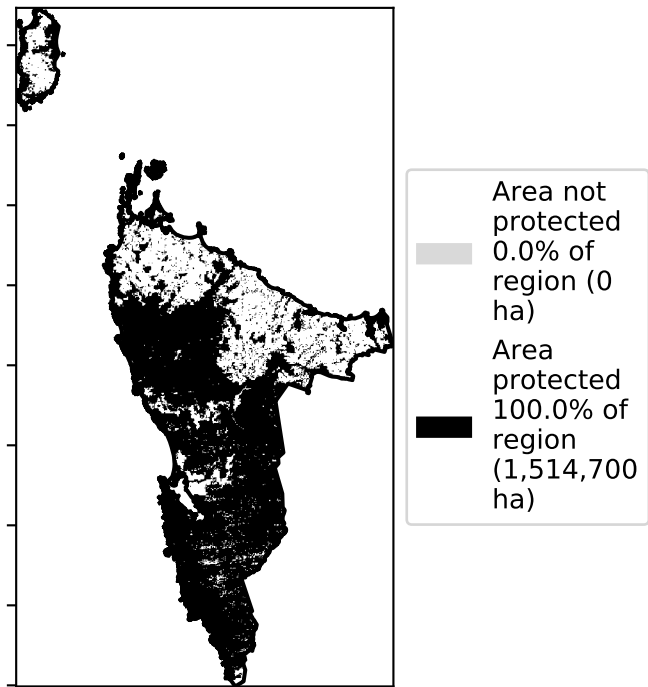 Area not
protected
0.0% of
region (0
ha)
Area
protected
100.0% of
region
(1,514,700
ha)